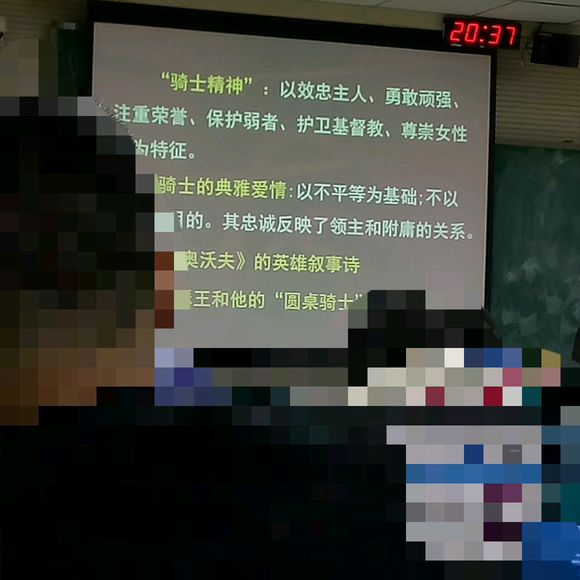 20:37
“骑士精神”：以效忠主人、勇敢顽强、
注重荣誉、保护弱者、护卫基督教、尊崇女性
为特征。
骑士的典雅爱情:以不平等为基础;不以
的。其忠诚反映了领主和附庸的关系。
奥沃夫》的英雄叙事诗
王和他的“圆桌骑士”